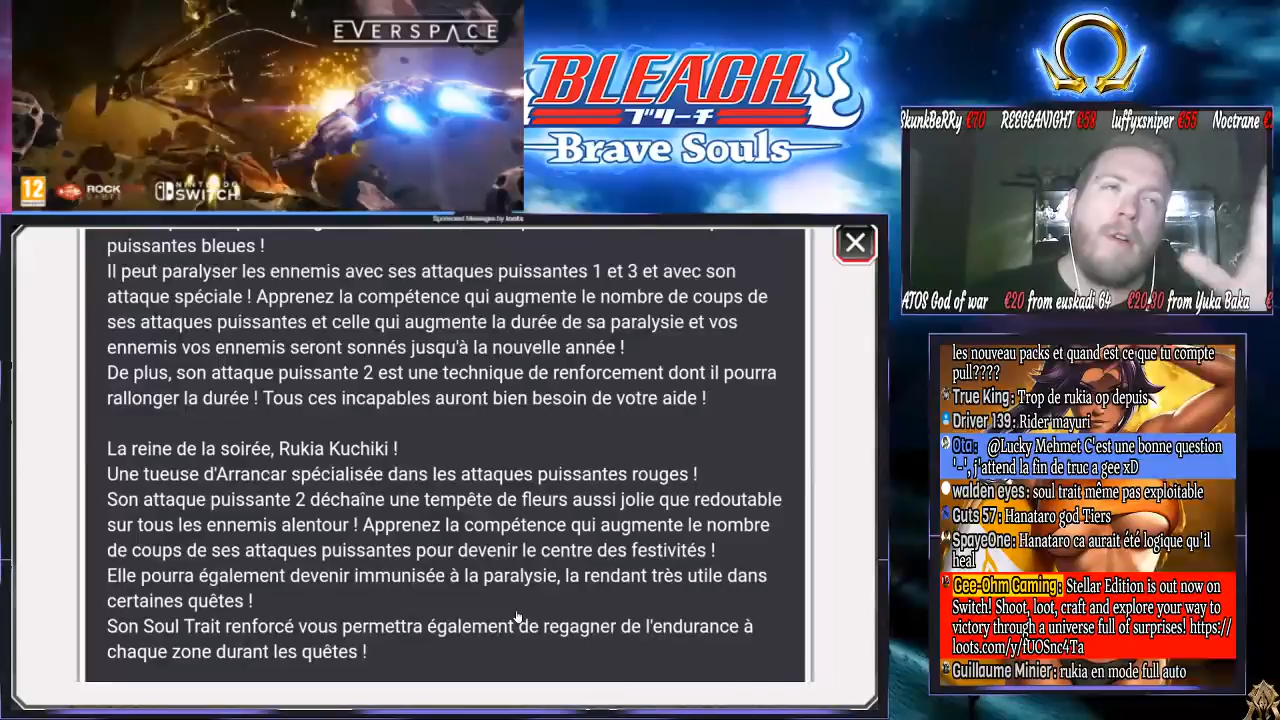 EVERSPACE
12
ROCK
NINTENDO
SWITCH
Sponsored Messages by loots
BLEACH
ブリーチ
Brave Souls
SkunkBeRRy €70 REEGEANIGHT €58 luffyxsniper €55 Noctrane €
ATOS God of war €20 from euskadi 64 €20,30 from Yuka Baka
puissantes bleues !
Il peut paralyser les ennemis avec ses attaques puissantes 1 et 3 et avec son
attaque spéciale ! Apprenez la compétence qui augmente le nombre de coups de
ses attaques puissantes et celle qui augmente la durée de sa paralysie et vos
ennemis vos ennemis seront sonnés jusqu'à la nouvelle année !
De plus, son attaque puissante 2 est une technique de renforcement dont il pourra
rallonger la durée ! Tous ces incapables auront bien besoin de votre aide !
La reine de la soirée, Rukia Kuchiki !
Une tueuse d'Arrancar spécialisée dans les attaques puissantes rouges !
Son attaque puissante 2 déchaîne une tempête de fleurs aussi jolie que redoutable
sur tous les ennemis alentour ! Apprenez la compétence qui augmente le nombre
de coups de ses attaques puissantes pour devenir le centre des festivités !
Elle pourra également devenir immunisée à la paralysie, la rendant très utile dans
certaines quêtes !
Son Soul Trait renforcé vous permettra également de regagner de l'endurance à
chaque zone durant les quêtes !
les nouveau packs et quand est ce que tu compte
pull????
True King: Trop de rukia op depuis
Driver 139: Rider mayuri
Ota: @Lucky Mehmet C'est une bonne question
'-', j'attend la fin de truc a gee xD
walden eyes: soul trait même pas exploitable
Guts 57: Hanataro god Tiers
SpayeOne: Hanataro ca aurait été logique qu'il
heal
Gee-Ohm Gaming: Stellar Edition is out now on
Switch! Shoot, loot, craft and explore your way to
victory through a universe full of surprises! https://
loots.com/y/fUOSnc4Ta
Guillaume Minier: rukia en mode full auto